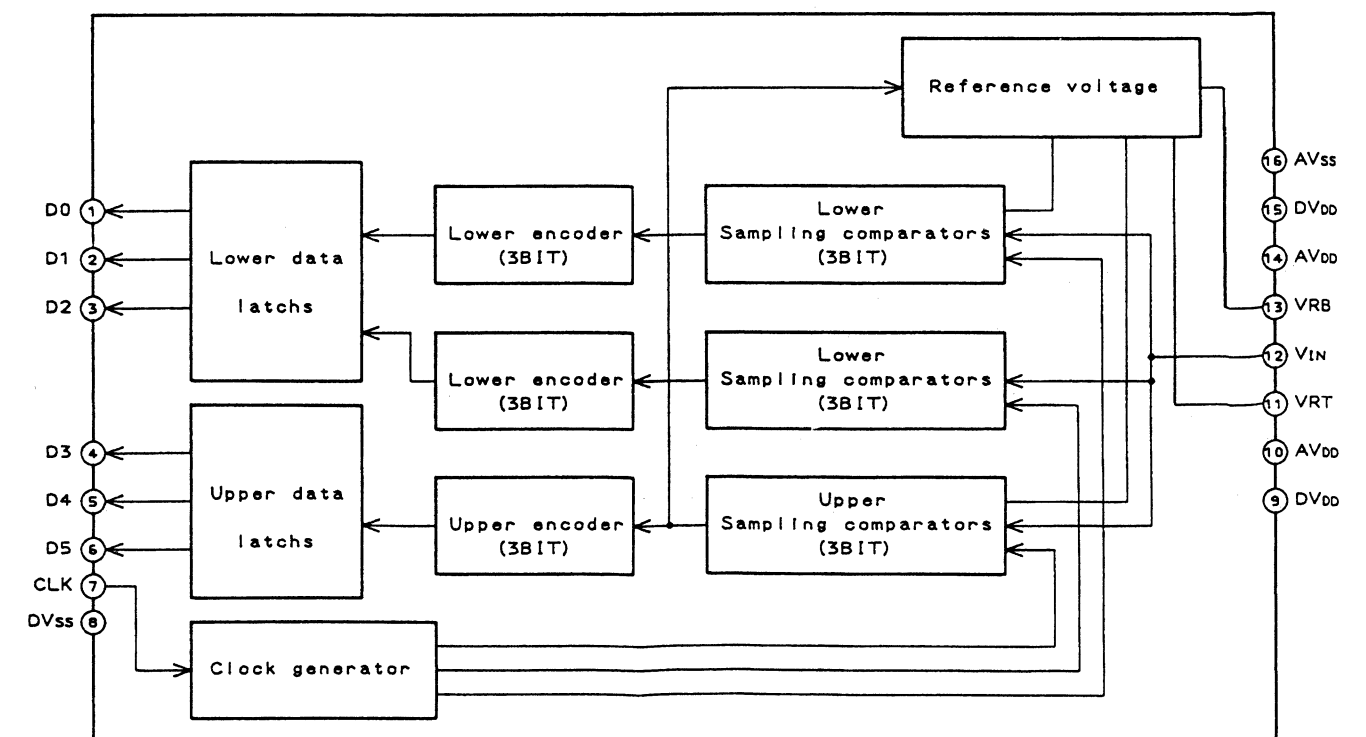 Reference voltage
16 AVss
D0 1
Lower data
latchs
Lower encoder
(3BIT)
Lower
Sampling comparators
(3BIT)
15 DVDD
D1 2
14 AVDD
D2 3
13 VRB
Lower encoder
(3BIT)
Lower
Sampling comparators
(3BIT)
12 VIN
11 VRT
D3 4
10 AVDD
Upper data
latchs
Upper encoder
(3BIT)
Upper
Sampling comparators
(3BIT)
D4 5
9 DVDD
D5 6
CLK 7
DVss 8
Clock generator